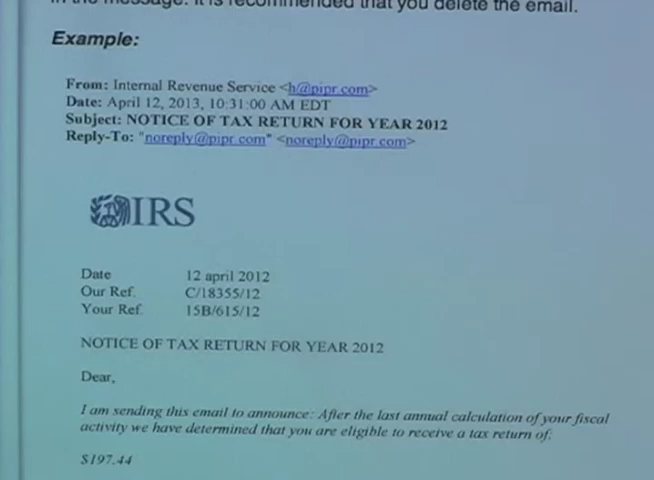 in the message. It is recommended that you delete the email.
Example:
From: Internal Revenue Service <h@pipr.com>
Date: April 12, 2013, 10:31:00 AM EDT
Subject: NOTICE OF TAX RETURN FOR YEAR 2012
Reply-To: "noreply@pipr.com" <noreply@pipr.com>
IRS
Date 12 april 2012
Our Ref. C/18355/12
Your Ref. 15B/615/12
NOTICE OF TAX RETURN FOR YEAR 2012
Dear,
I am sending this email to announce: After the last annual calculation of your fiscal
activity we have determined that you are eligible to receive a tax return of:
$197.44